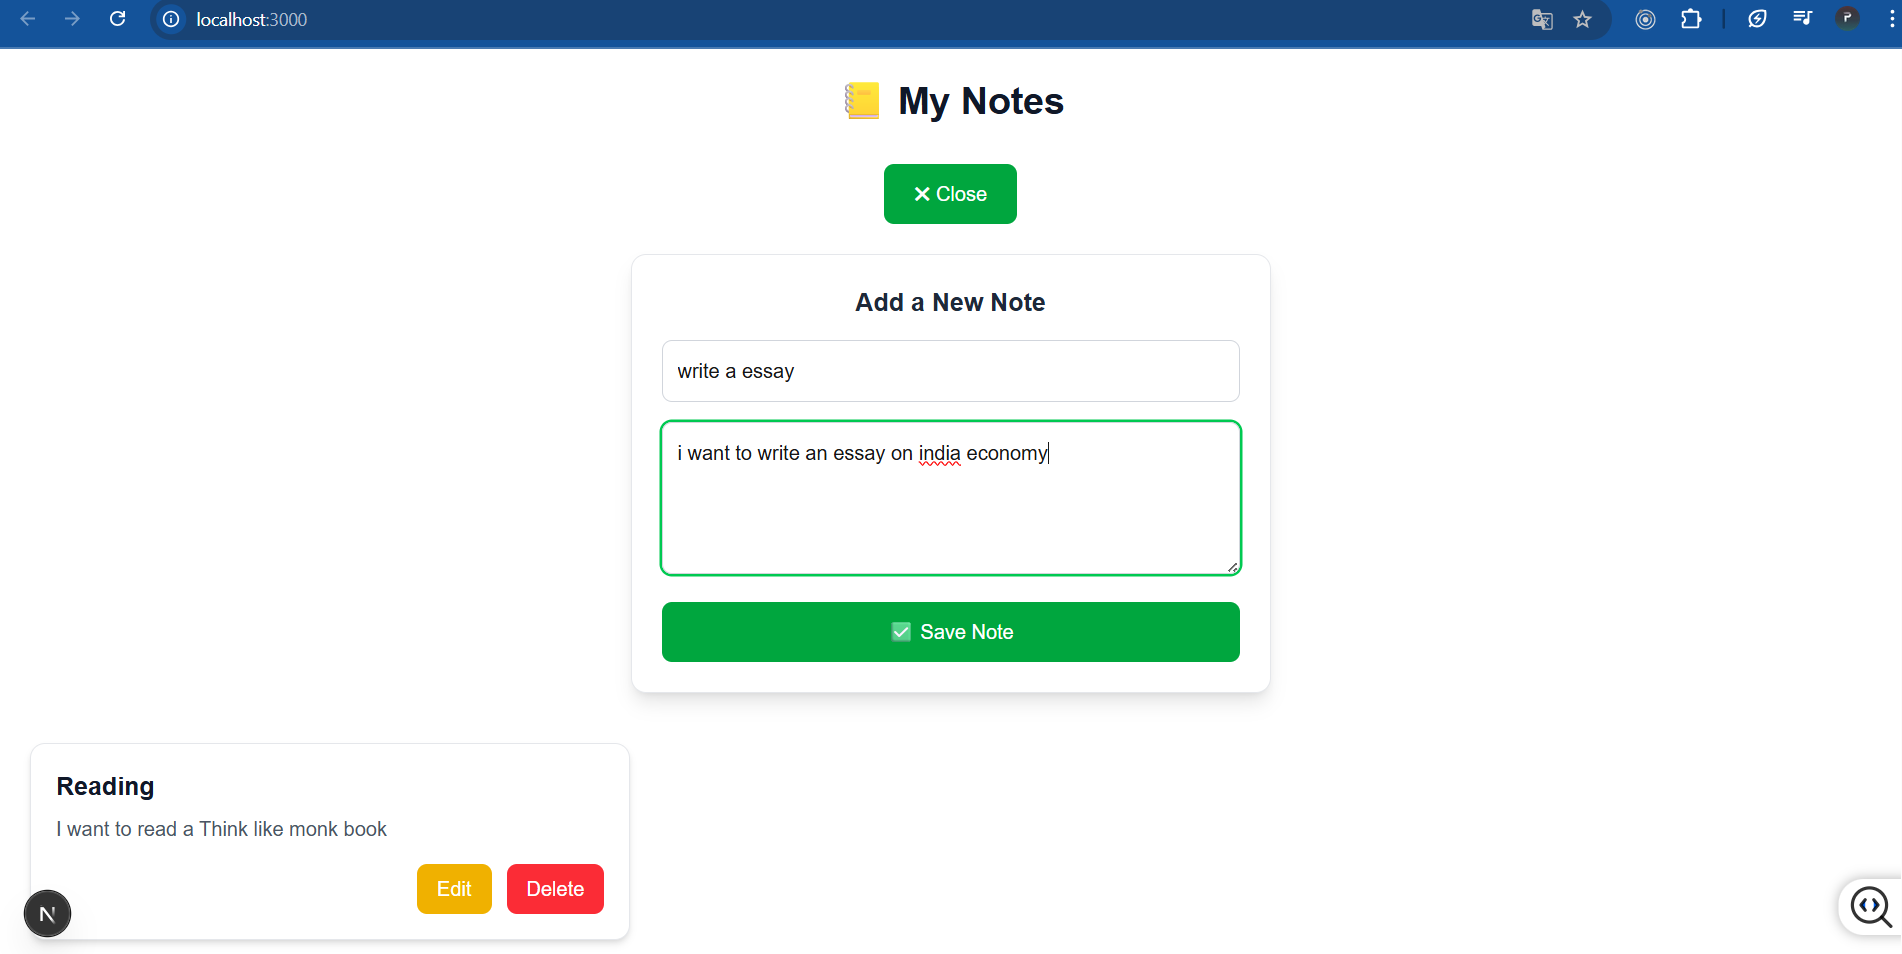 localhost:3000
P
My Notes
✕ Close
Add a New Note
write a essay
i want to write an essay on india economy
✅ Save Note
Reading
I want to read a Think like monk book
Edit Delete
N